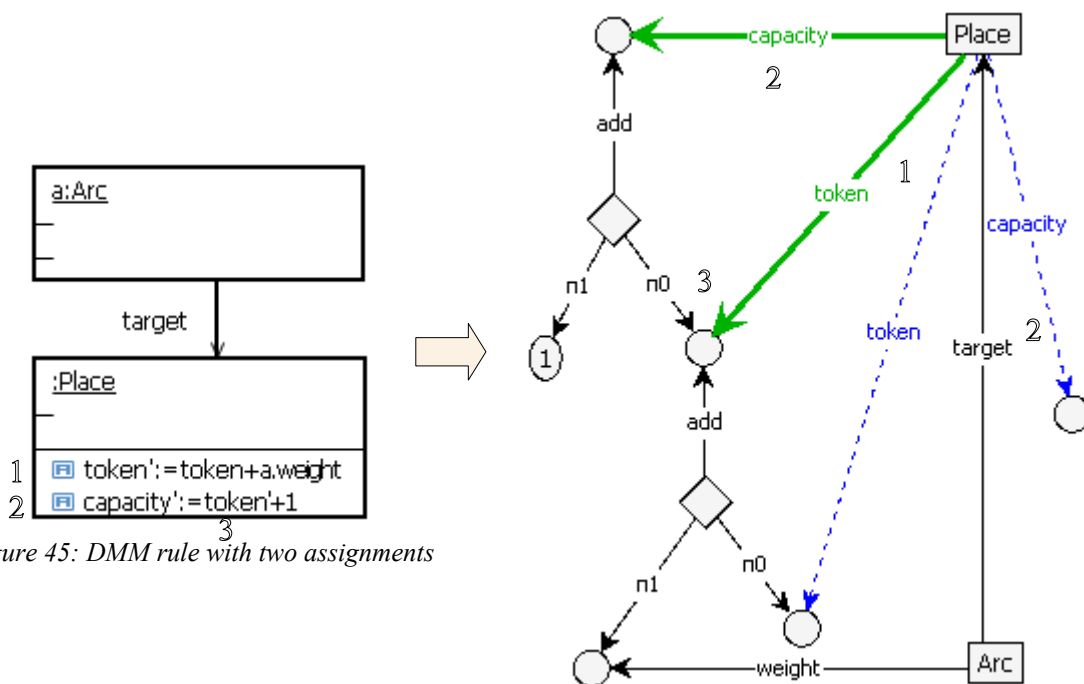 a:Arc
target
:Place
1 token':=token+a.weight
2 capacity':=token'+1
3
ure 45: DMM rule with two assignments
capacity
Place
2
add
1
token
capacity
n1
n0
3
token
2
target
1
add
n1
n0
weight
Arc